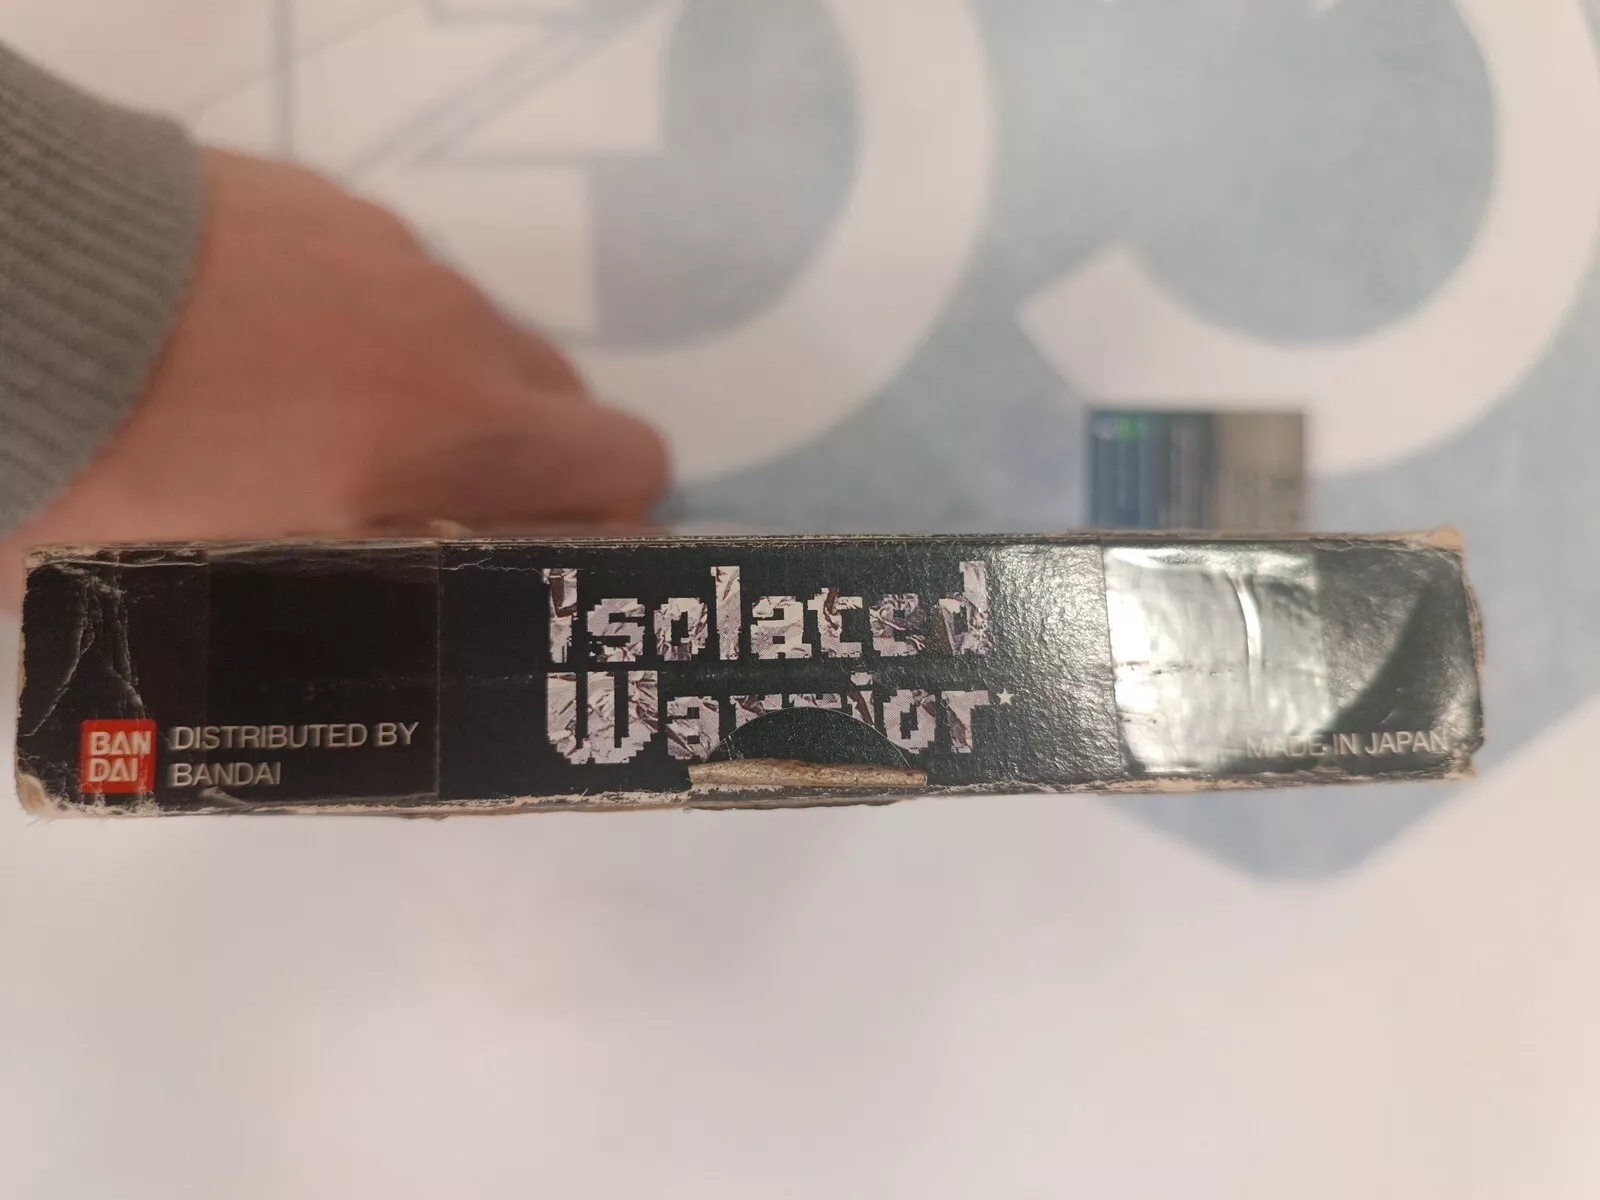 Isolated
Warrior*
BAN
DAI
DISTRIBUTED BY
BANDAI
MADE IN JAPAN